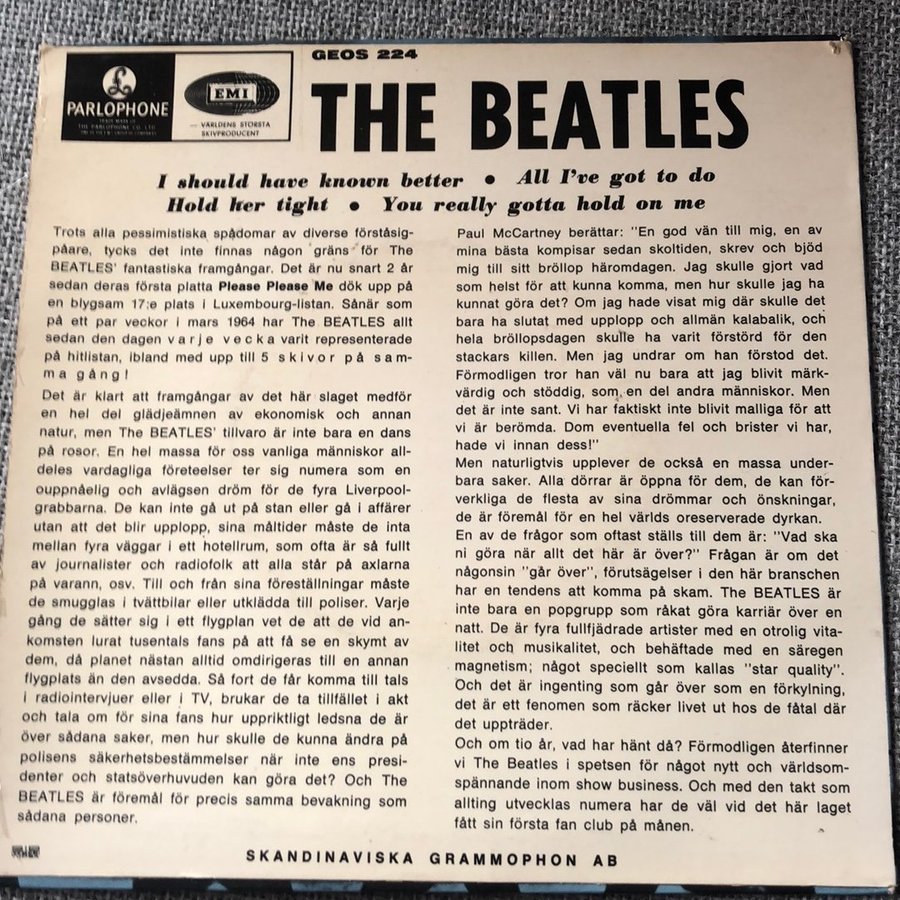 GEOS 224
PARLOPHONE
TRADE MARK OF
THE PARLOPHONE CO. LTD.
EMI
— VÄRLDENS STÖRSTA
SKIVPRODUCENT
THE BEATLES
I should have known better • All I've got to do
Hold her tight • You really gotta hold on me
Trots alla pessimistiska spådomar av diverse förståsig-
påare, tycks det inte finnas någon gräns för The
BEATLES' fantastiska framgångar. Det är nu snart 2 år
sedan deras första platta Please Please Me dök upp på
en blygsam 17:e plats i Luxembourg-listan. Sånär som
på ett par veckor i mars 1964 har The BEATLES allt
sedan den dagen varje vecka varit representerade
på hitlistan, ibland med upp till 5 skivor på sam-
ma gång!
Det är klart att framgångar av det här slaget medför
en hel del glädjeämnen av ekonomisk och annan
natur, men The BEATLES' tillvaro är inte bara en dans
på rosor. En hel massa för oss vanliga människor all-
deles vardagliga företeelser ter sig numera som en
ouppnåelig och avlägsen dröm för de fyra Liverpool-
grabbarna. De kan inte gå ut på stan eller gå i affärer
utan att det blir upplopp, sina måltider måste de inta
mellan fyra väggar i ett hotellrum, som ofta är så fullt
av journalister och radiofolk att alla står på axlarna
på varann, osv. Till och från sina föreställningar måste
de smugglas i tvättbilar eller utklädda till poliser. Varje
gång de sätter sig i ett flygplan vet de att de vid an-
komsten lurat tusentals fans på att få se en skymt av
dem, då planet nästan alltid omdirigeras till en annan
flygplats än den avsedda. Så fort de får komma till tals
i radiointervjuer eller i TV, brukar de ta tillfället i akt
och tala om för sina fans hur uppriktligt ledsna de är
över sådana saker, men hur skulle de kunna ändra på
polisens säkerhetsbestämmelser när inte ens presi-
denter och statsöverhuvuden kan göra det? Och The
BEATLES är föremål för precis samma bevakning som
sådana personer.
Paul McCartney berättar: "En god vän till mig, en av
mina bästa kompisar sedan skoltiden, skrev och bjöd
mig till sitt bröllop häromdagen. Jag skulle gjort vad
som helst för att kunna komma, men hur skulle jag ha
kunnat göra det? Om jag hade visat mig där skulle det
bara ha slutat med upplopp och allmän kalabalik, och
hela bröllopsdagen skulle ha varit förstörd för den
stackars killen. Men jag undrar om han förstod det.
Förmodligen tror han väl nu bara att jag blivit märk-
värdig och stöddig, som en del andra människor. Men
det är inte sant. Vi har faktiskt inte blivit malliga för att
vi är berömda. Dom eventuella fel och brister vi har,
hade vi innan dess!"
Men naturligtvis upplever de också en massa under-
bara saker. Alla dörrar är öppna för dem, de kan för-
verkliga de flesta av sina drömmar och önskningar,
de är föremål för en hel världs oreserverade dyrkan.
En av de frågor som oftast ställs till dem är: "Vad ska
ni göra när allt det här är över?" Frågan är om det
någonsin "går över", förutsägelser i den här branschen
har en tendens att komma på skam. The BEATLES är
inte bara en popgrupp som råkat göra karriär över en
natt. De är fyra fullfjädrade artister med en otrolig vita-
litet och musikalitet, och behäftade med en säregen
magnetism; något speciellt som kallas "star quality".
Och det är ingenting som går över som en förkylning,
det är ett fenomen som räcker livet ut hos de fåtal där
det uppträder.
Och om tio år, vad har hänt då? Förmodligen återfinner
vi The Beatles i spetsen för något nytt och världsom-
spännande inom show business. Och med den takt som
allting utvecklas numera har de väl vid det här laget
fått sin första fan club på månen.
SKANDINAVISKA GRAMMOPHON AB